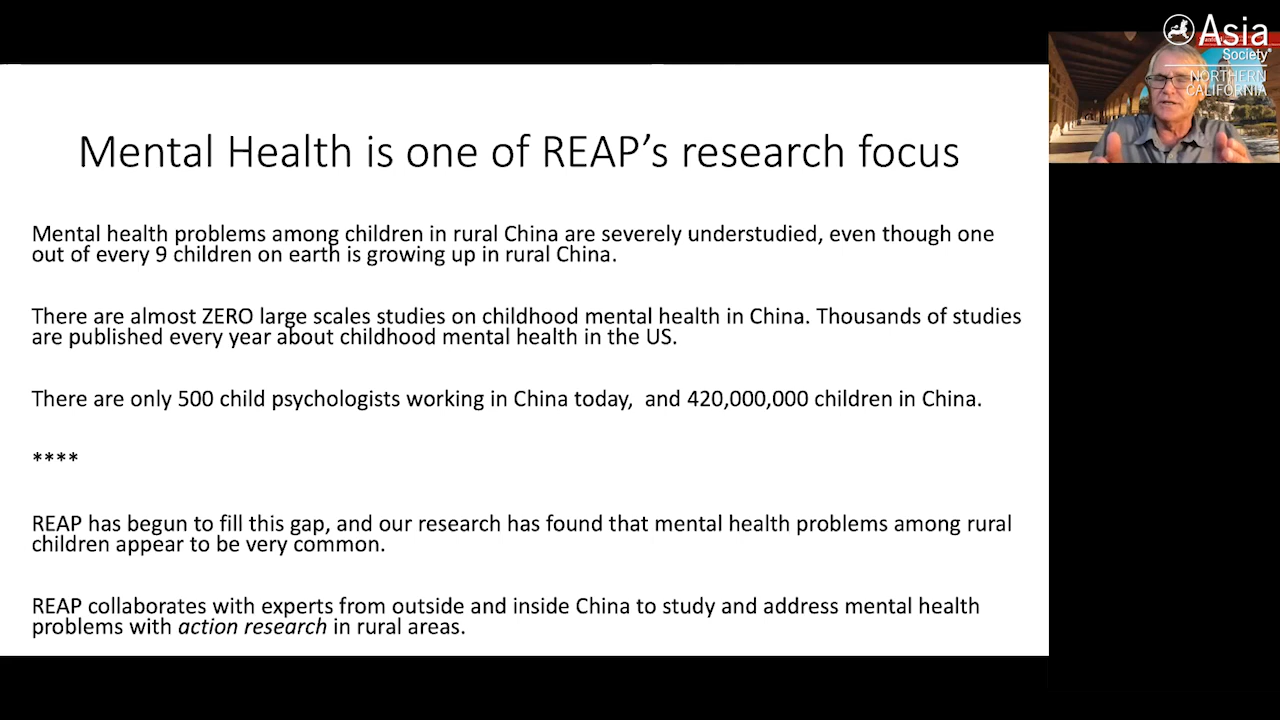 Mental Health is one of REAP's research focus
Mental health problems among children in rural China are severely understudied, even though one
out of every 9 children on earth is growing up in rural China.
There are almost ZERO large scales studies on childhood mental health in China. Thousands of studies
are published every year about childhood mental health in the US.
There are only 500 child psychologists working in China today,  and 420,000,000 children in China.
****
REAP has begun to fill this gap, and our research has found that mental health problems among rural
children appear to be very common.
REAP collaborates with experts from outside and inside China to study and address mental health
problems with action research in rural areas.
Asia
Society
NORTHERN
CALIFORNIA